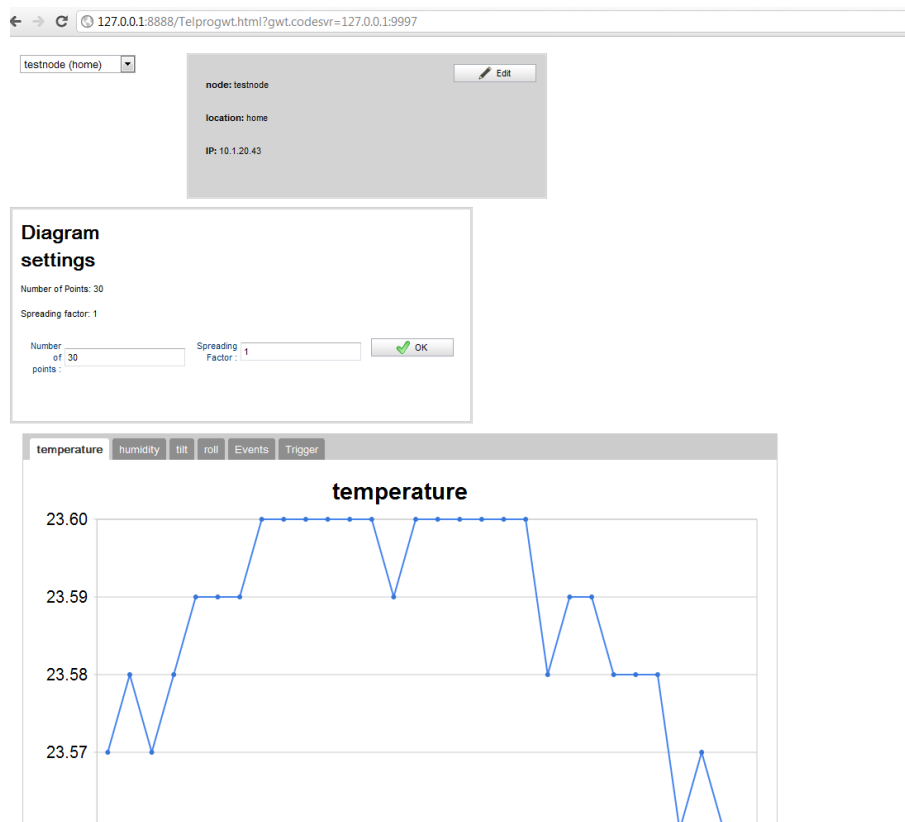 127.0.0.1:8888/Telprogwt.html?gwt.codesvr=127.0.0.1:9997
testnode (home)
Edit
node: testnode
location: home
IP: 10.1.20.43
Diagram
settings
Number of Points: 30
Spreading factor: 1
Number
of
points :
30
Spreading
Factor :
1
OK
temperature humidity tilt roll Events Trigger
temperature
23.60
23.59
23.58
23.57